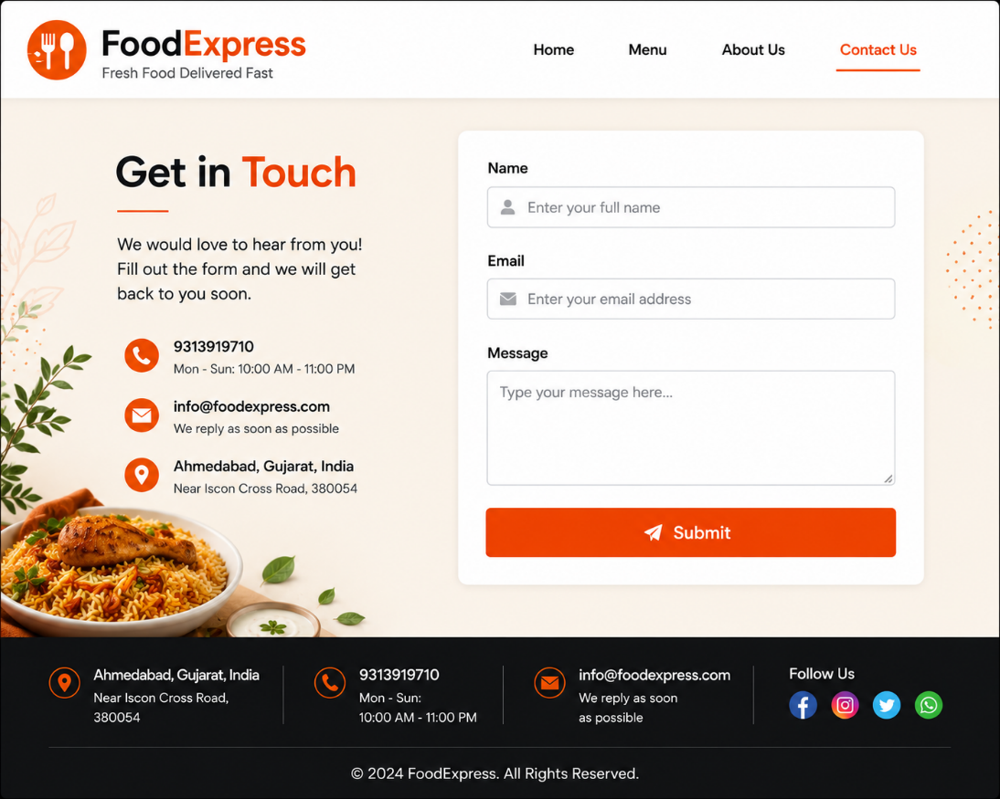 FoodExpress
Fresh Food Delivered Fast
Home
Menu
About Us
Contact Us
Get in Touch
We would love to hear from you!
Fill out the form and we will get
back to you soon.
9313919710
Mon - Sun: 10:00 AM - 11:00 PM
info@foodexpress.com
We reply as soon as possible
Ahmedabad, Gujarat, India
Near Iscon Cross Road, 380054
Name
Enter your full name
Email
Enter your email address
Message
Type your message here...
Submit
Ahmedabad, Gujarat, India
Near Iscon Cross Road,
380054
9313919710
Mon - Sun:
10:00 AM - 11:00 PM
info@foodexpress.com
We reply as soon
as possible
Follow Us
© 2024 FoodExpress. All Rights Reserved.